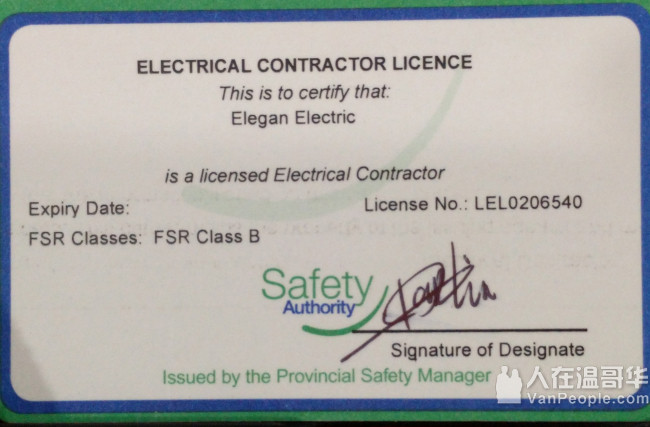 ELECTRICAL CONTRACTOR LICENCE
This is to certify that:
Elegan Electric
is a licensed Electrical Contractor
Expiry Date:
License No.: LEL0206540
FSR Classes: FSR Class B
Safety
Authority
Signature of Designate
Issued by the Provincial Safety Manager
人在温哥华
VanPeople.com